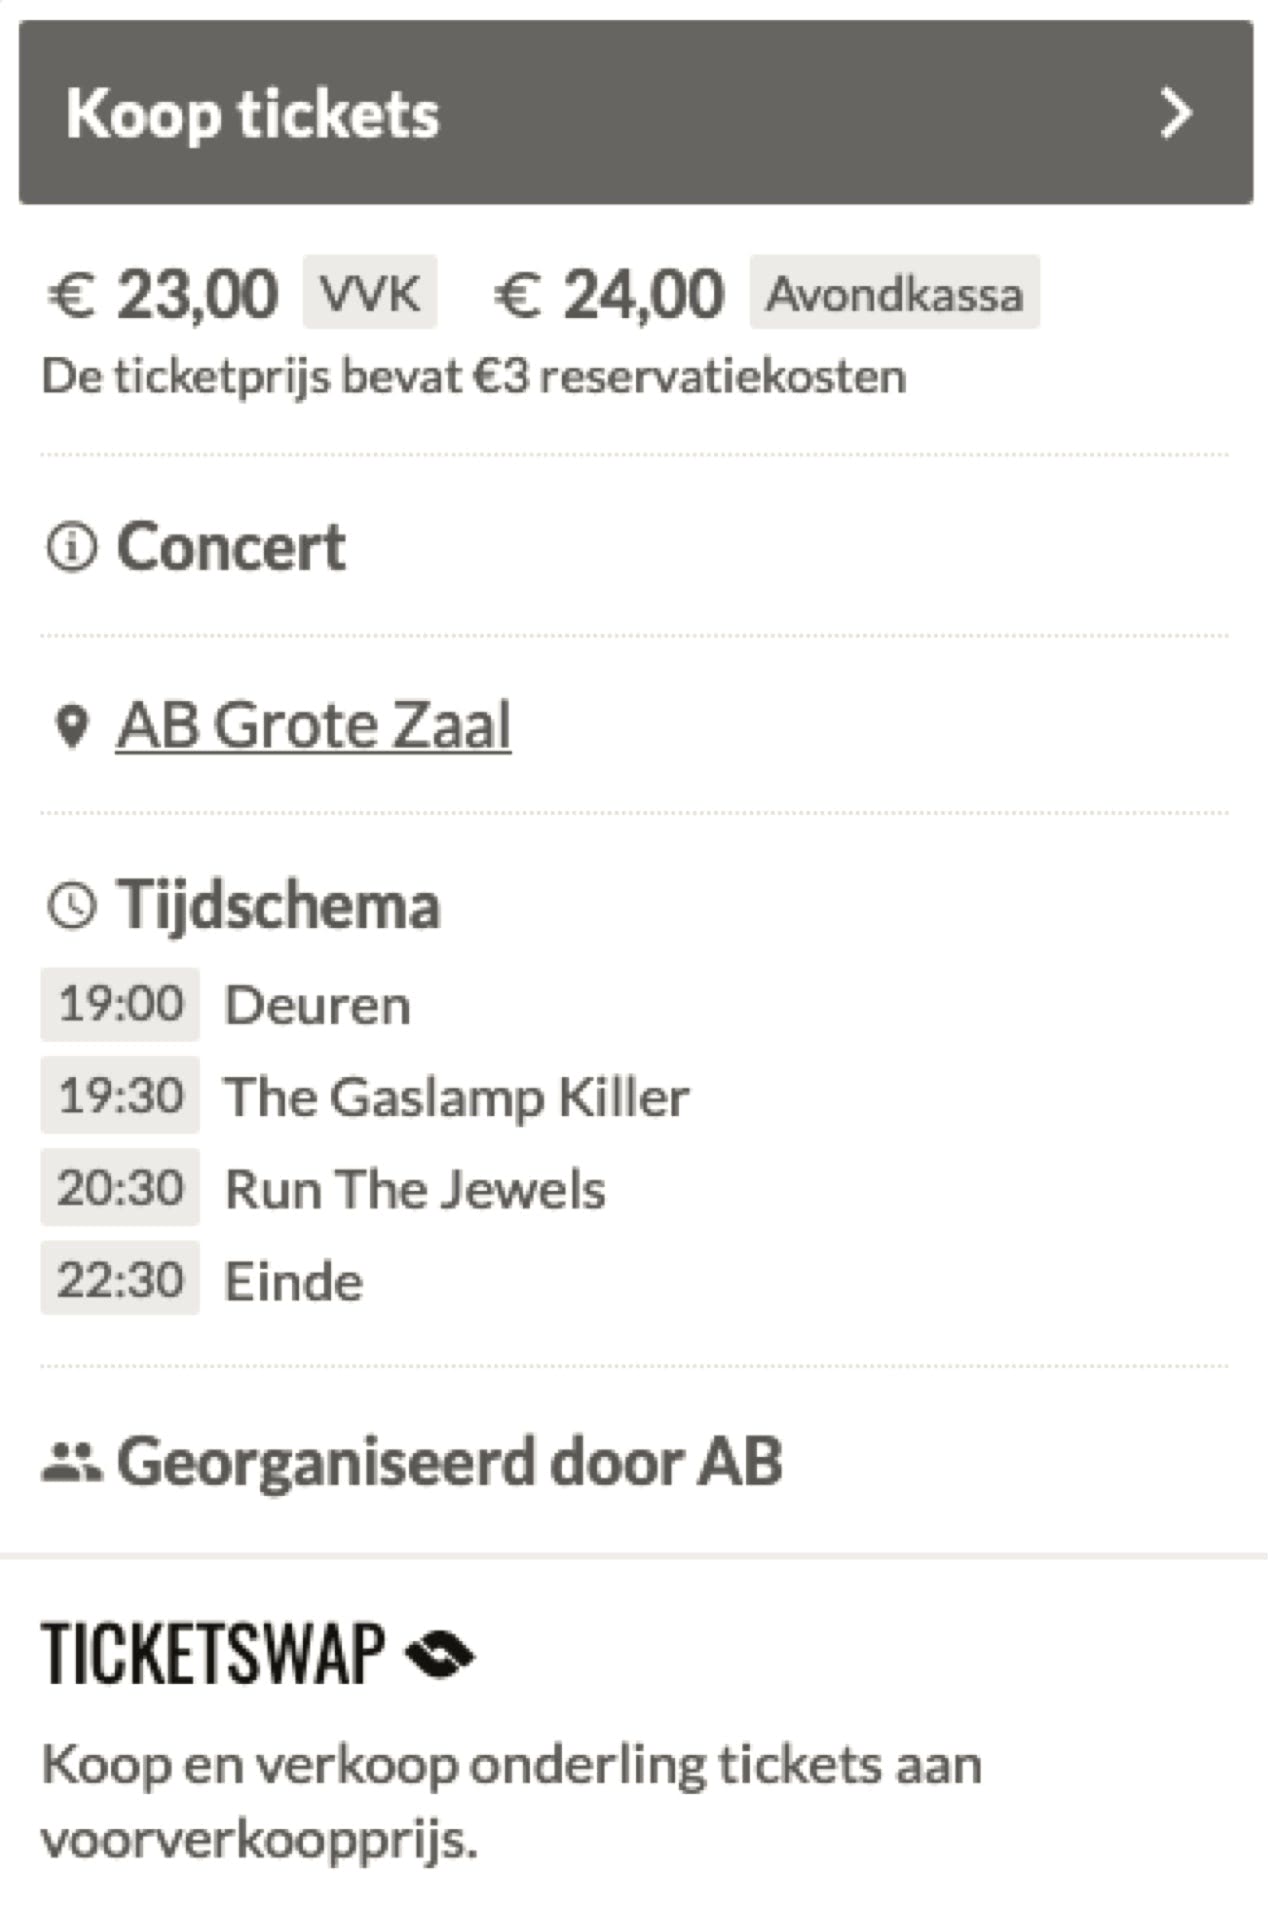 Koop tickets
€ 23,00 VVK € 24,00 Avondkassa
De ticketprijs bevat €3 reservatiekosten
Concert
AB Grote Zaal
Tijdschema
19:00 Deuren
19:30 The Gaslamp Killer
20:30 Run The Jewels
22:30 Einde
Georganiseerd door AB
TICKETSWAP
Koop en verkoop onderling tickets aan
voorverkoopprijs.